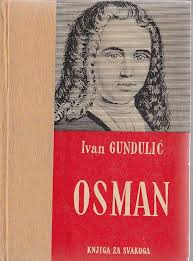 Ivan GUNDULIĆ
OSMAN
KNJIGA ZA SVAKOGA